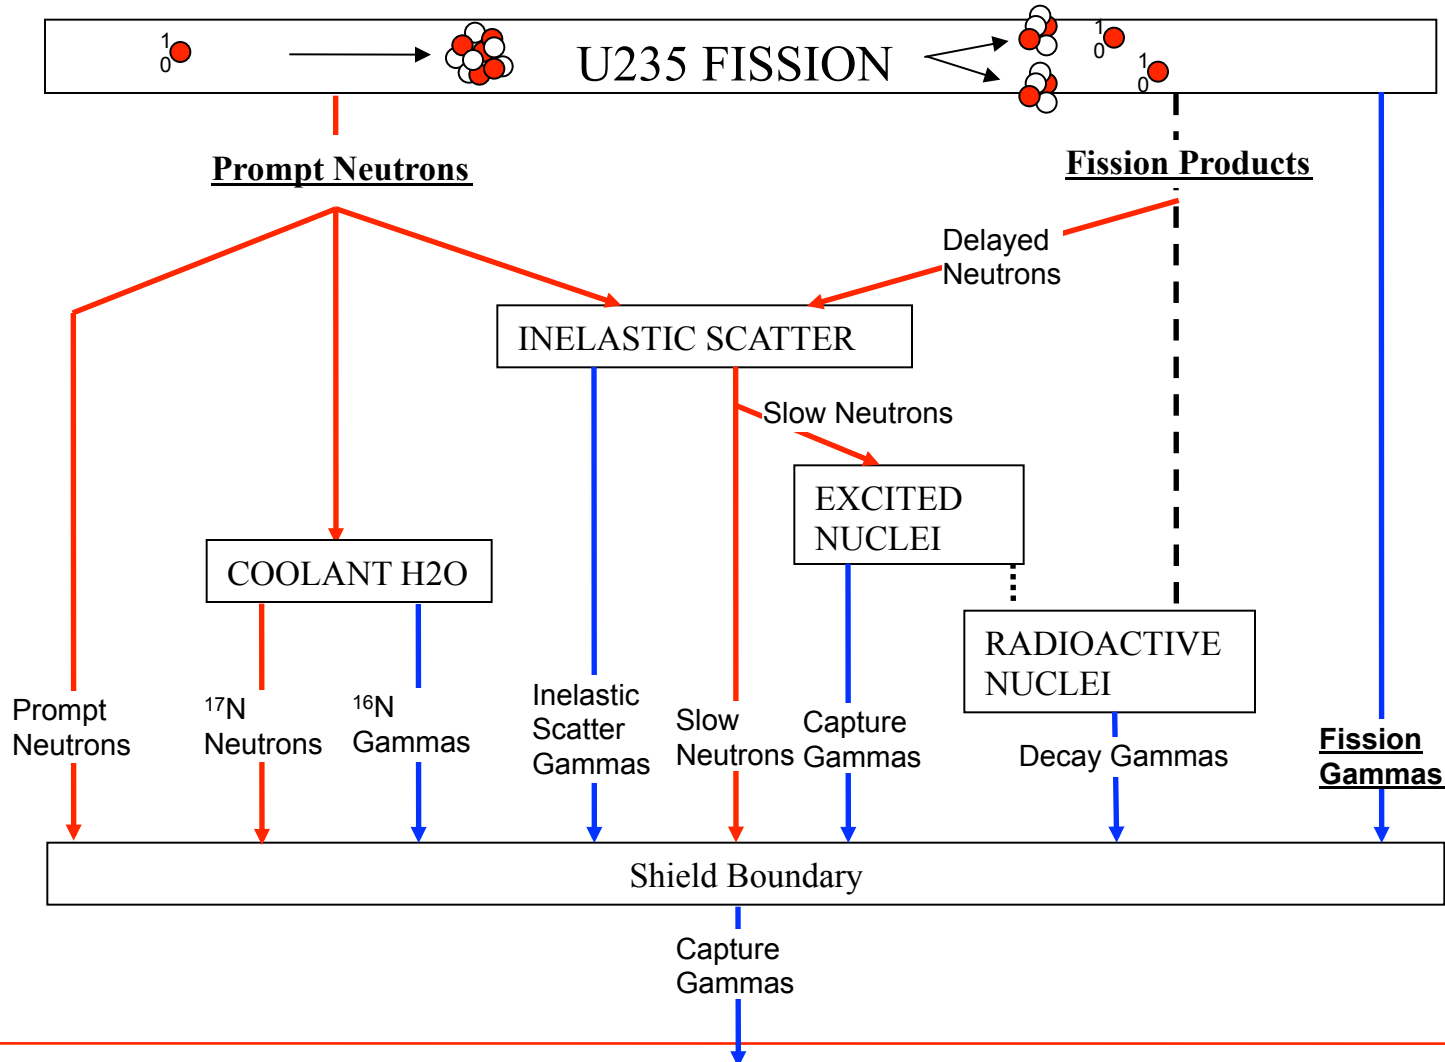 1
0
U235 FISSION
1
0
1
0
Prompt Neutrons
Fission Products
Delayed
Neutrons
INELASTIC SCATTER
Slow Neutrons
EXCITED
NUCLEI
COOLANT H2O
RADIOACTIVE
NUCLEI
Prompt
Neutrons
¹⁷N
Neutrons
¹⁶N
Gammas
Inelastic
Scatter
Gammas
Slow
Neutrons
Capture
Gammas
Decay Gammas
Fission
Gammas
Shield Boundary
Capture
Gammas